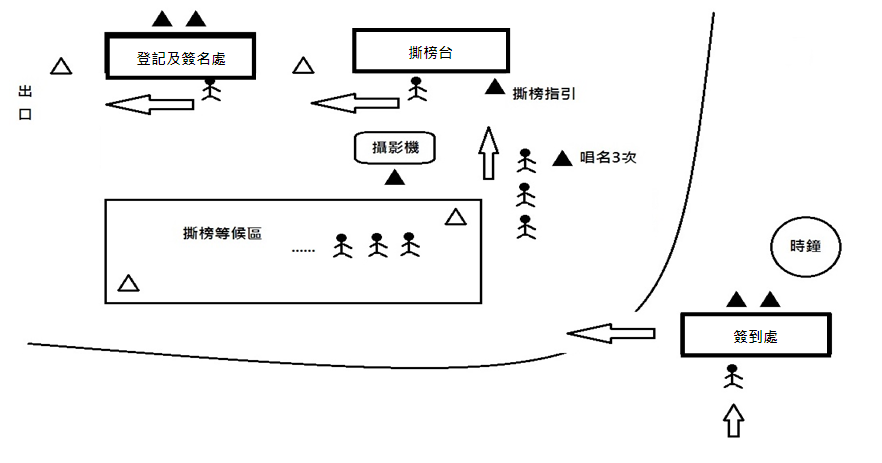 登記及簽名處
撕榜台
出
口
撕榜指引
攝影機
唱名3次
撕榜等候區
......
時鐘
簽到處